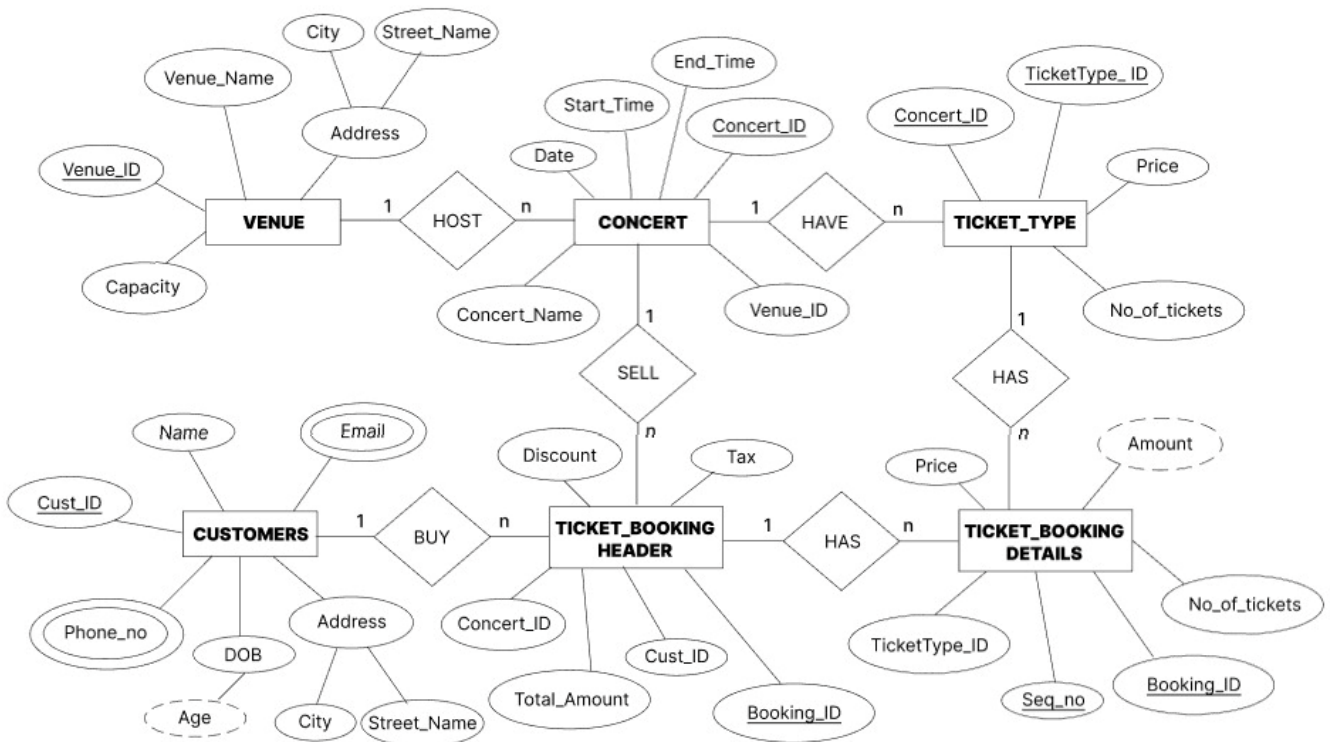 City
Street_Name
Venue_Name
End_Time
TicketType_ ID
Start_Time
Concert_ID
Concert_ID
Address
Date
Price
Venue_ID
VENUE
1
HOST
n
CONCERT
1
HAVE
n
TICKET_TYPE
Capacity
Concert_Name
Venue_ID
No_of_tickets
1
1
SELL
HAS
Name
Email
n
n
Discount
Tax
Price
Amount
Cust_ID
CUSTOMERS
1
BUY
n
TICKET_BOOKING
HEADER
1
HAS
n
TICKET_BOOKING
DETAILS
Phone_no
DOB
Address
Concert_ID
Cust_ID
TicketType_ID
No_of_tickets
Age
City
Street_Name
Total_Amount
Booking_ID
Seq_no
Booking_ID